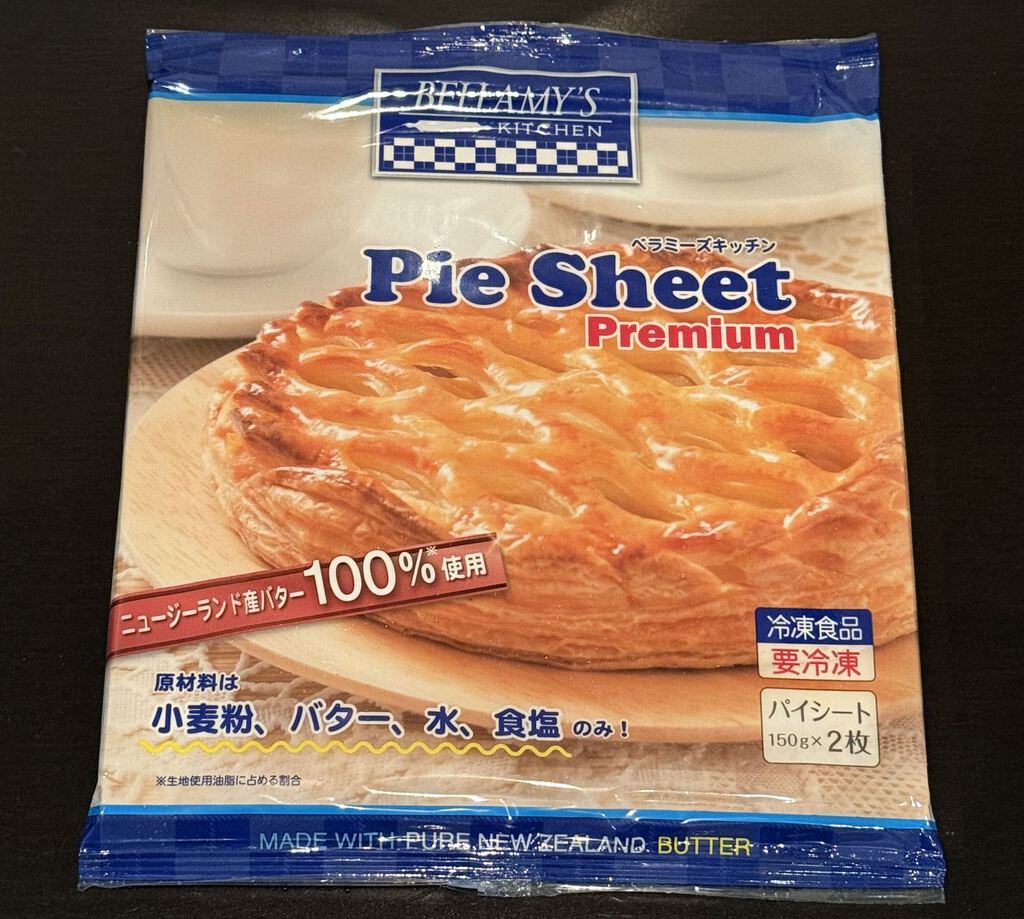 BELLAMY'S
KITCHEN
ベラミーズキッチン
Pie Sheet
Premium
ニュージーランド産バター100%※使用
冷凍食品
要冷凍
パイシート
150g×2枚
原材料は
小麦粉、バター、水、食塩のみ!
※生地使用油脂に占める割合
MADE WITH PURE NEW ZEALAND BUTTER